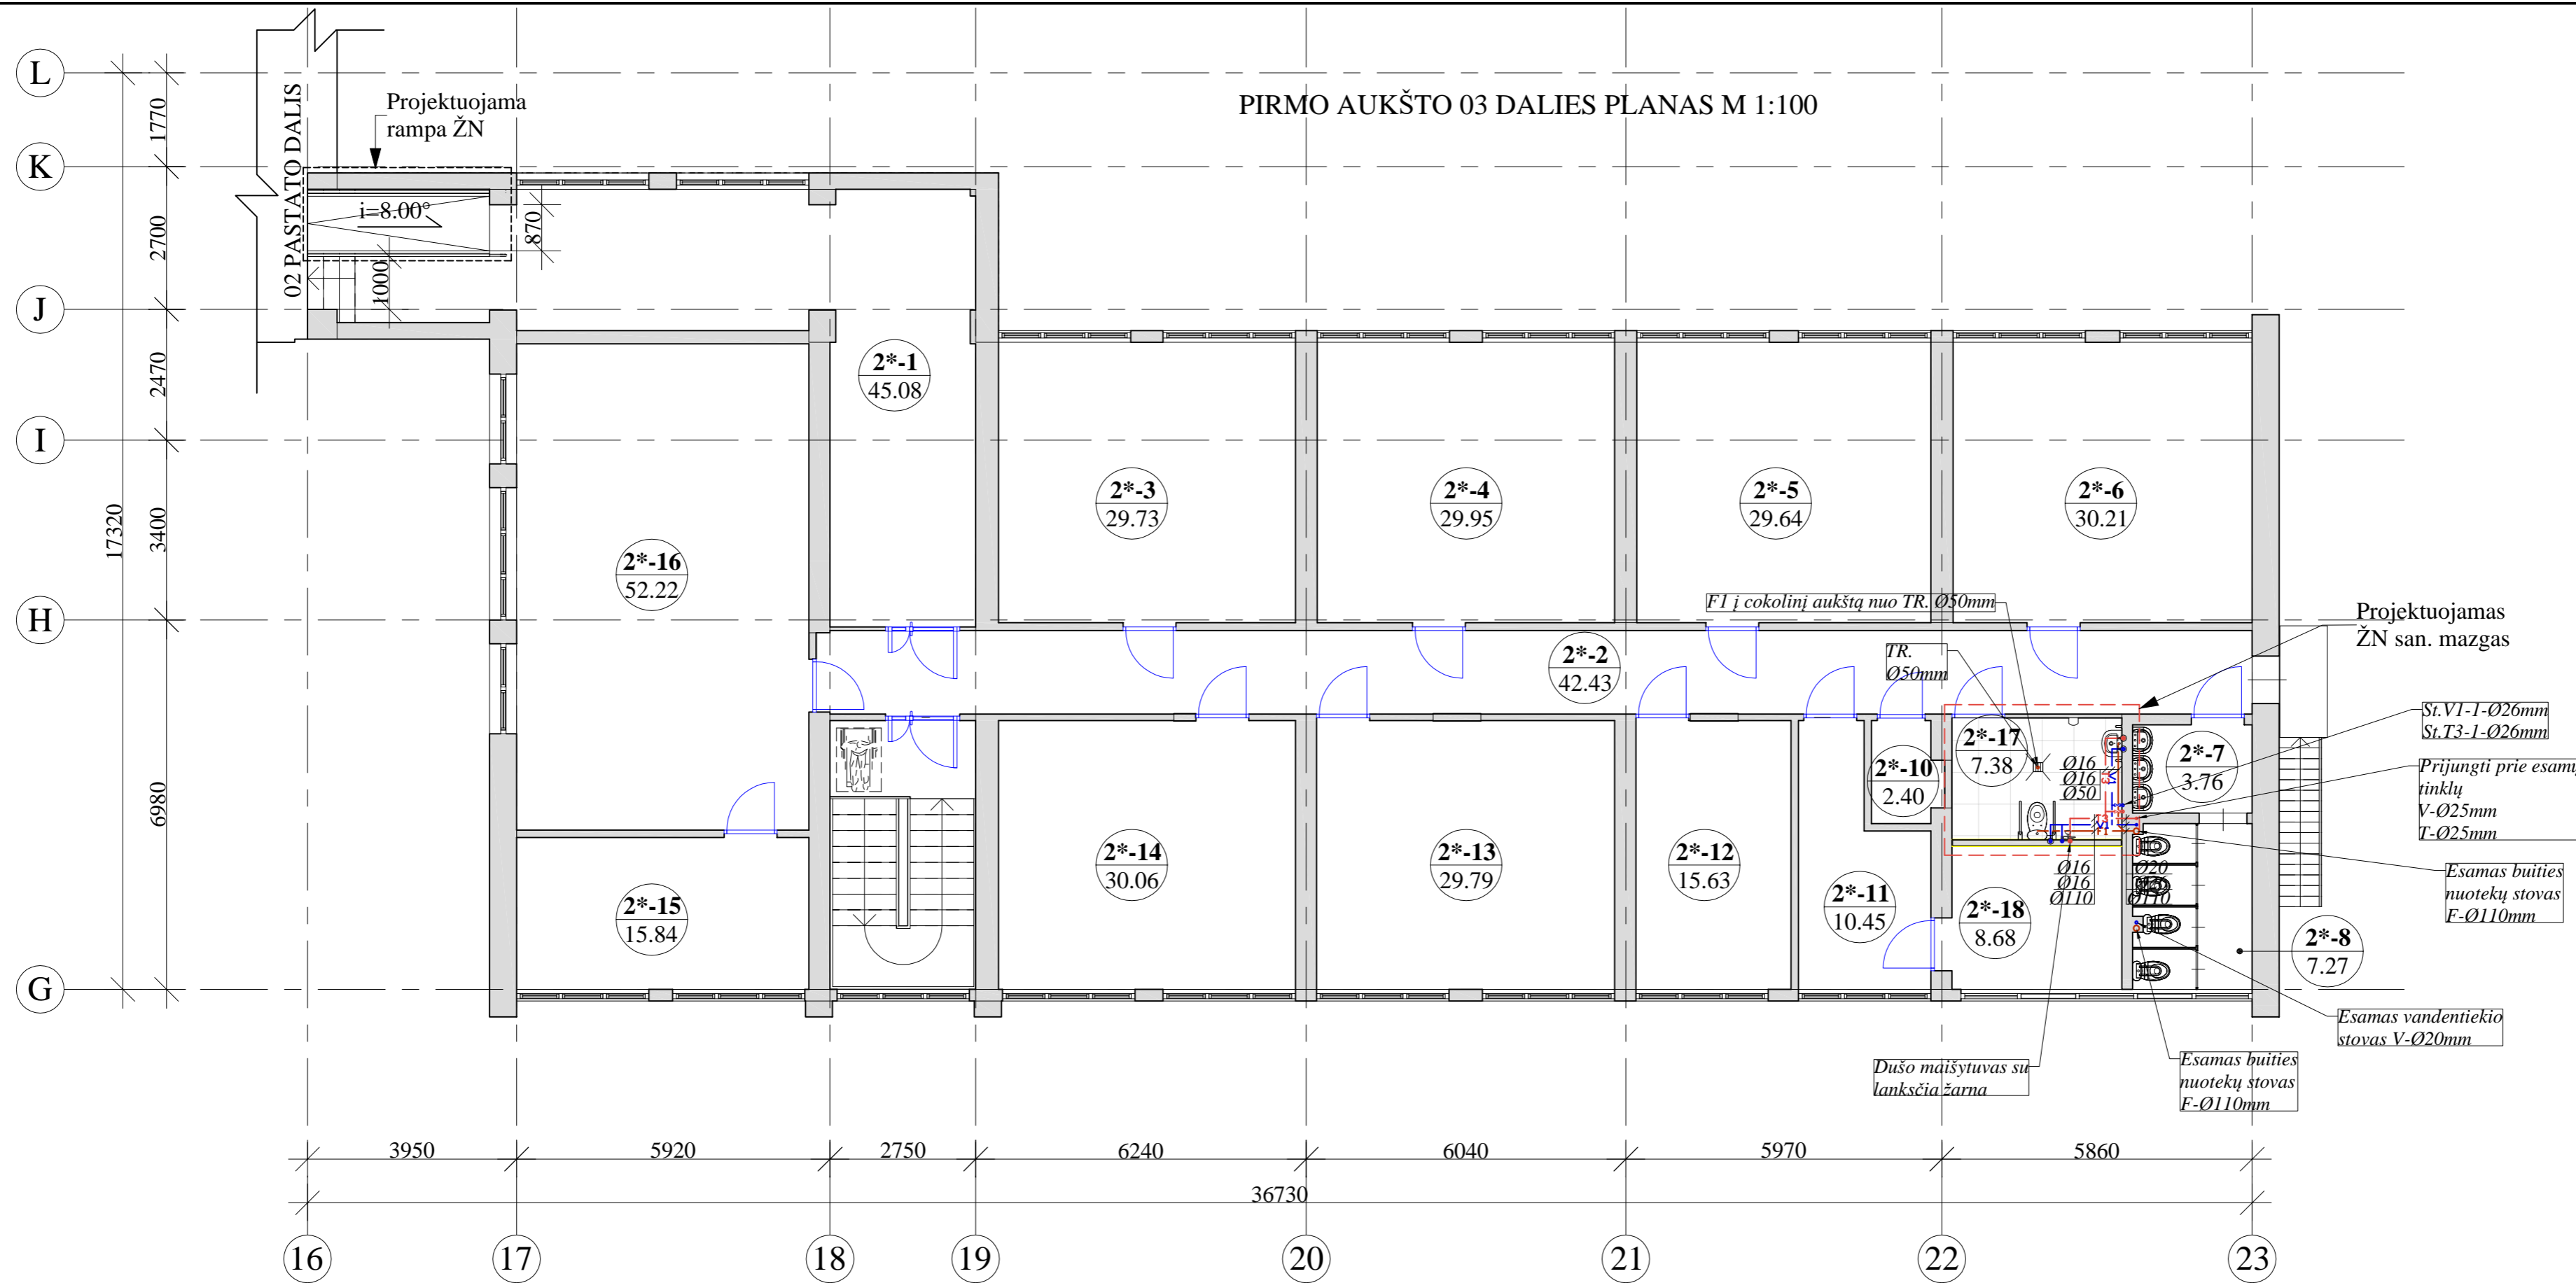 PIRMO AUKŠTO 03 DALIES PLANAS M 1:100
L
K
J
I
H
G
17320
1770
2700
2470
3400
6980
02 PASTATO DALIS
Projektuojama
rampa ŽN
i=8.00°
870
1000
2*-1
45.08
2*-16
52.22
2*-15
15.84
2*-3
29.73
2*-4
29.95
2*-5
29.64
2*-6
30.21
2*-2
42.43
2*-14
30.06
2*-13
29.79
2*-12
15.63
2*-11
10.45
2*-10
2.40
2*-17
7.38
2*-18
8.68
2*-7
3.76
2*-8
7.27
F1 į cokolinį aukštą nuo TR. Ø50mm
TR.
Ø50mm
Projektuojamas
ŽN san. mazgas
St.V1-1-Ø26mm
St.T3-1-Ø26mm
Prijungti prie esamų
tinklų
V-Ø25mm
T-Ø25mm
Esamas buities
nuotekų stovas
F-Ø110mm
Esamas vandentiekio
stovas V-Ø20mm
Esamas buities
nuotekų stovas
F-Ø110mm
Dušo maišytuvas su
lanksčia žarna
Ø16
Ø16
Ø50
V1
Ø16
Ø16
Ø110
Ø20
Ø110
3950
5920
2750
6240
6040
5970
5860
36730
16
17
18
19
20
21
22
23